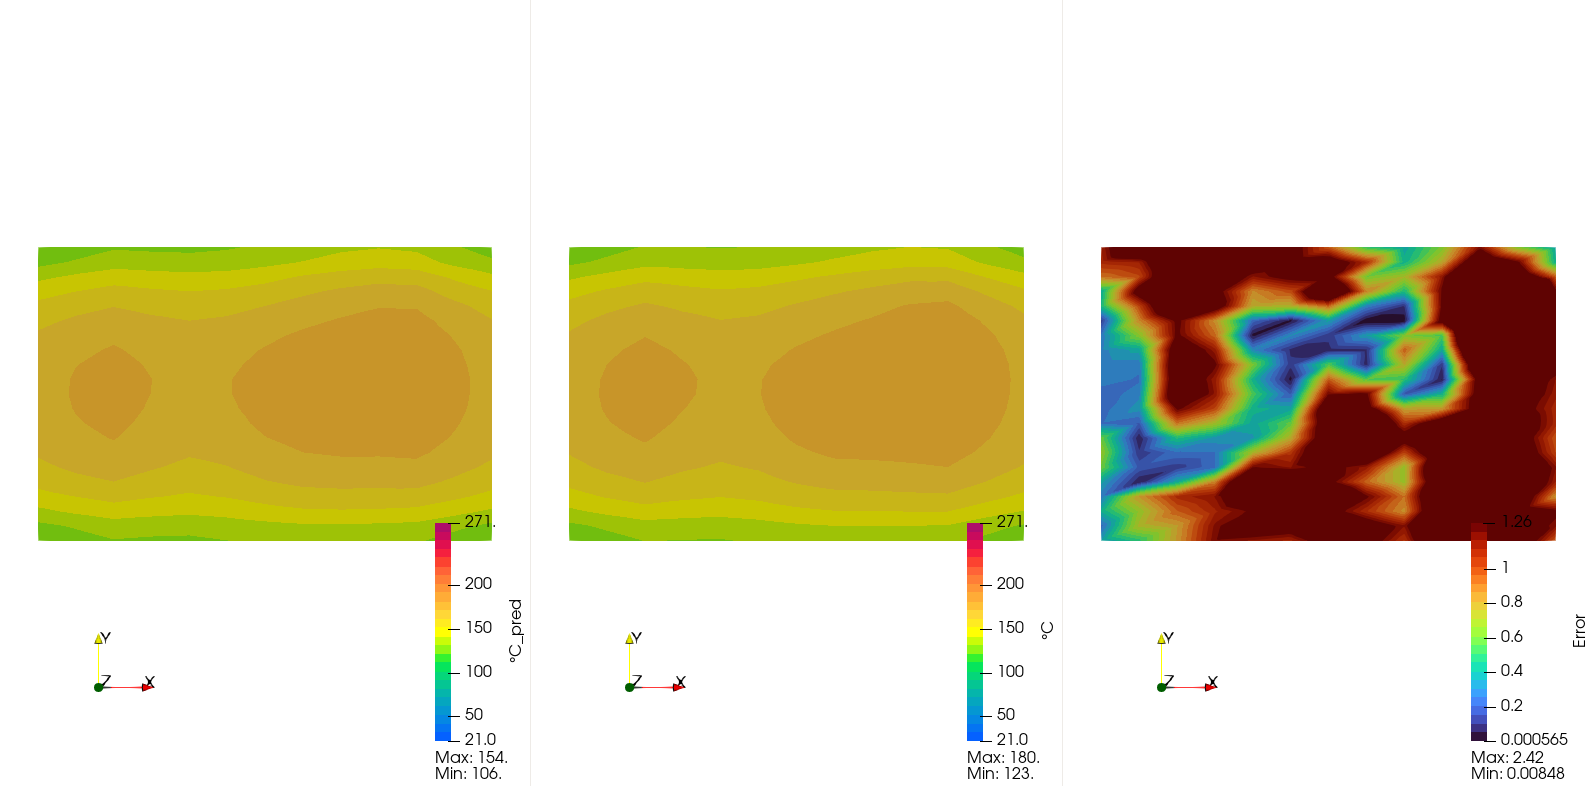 271.
200
150
100
50
21.0
°C_pred
Max: 154.
Min: 106.
Y
Z
X
271.
200
150
100
50
21.0
°C
Max: 180.
Min: 123.
Y
Z
X
1.26
1
0.8
0.6
0.4
0.2
0.000565
Error
Max: 2.42
Min: 0.00848
Y
Z
X